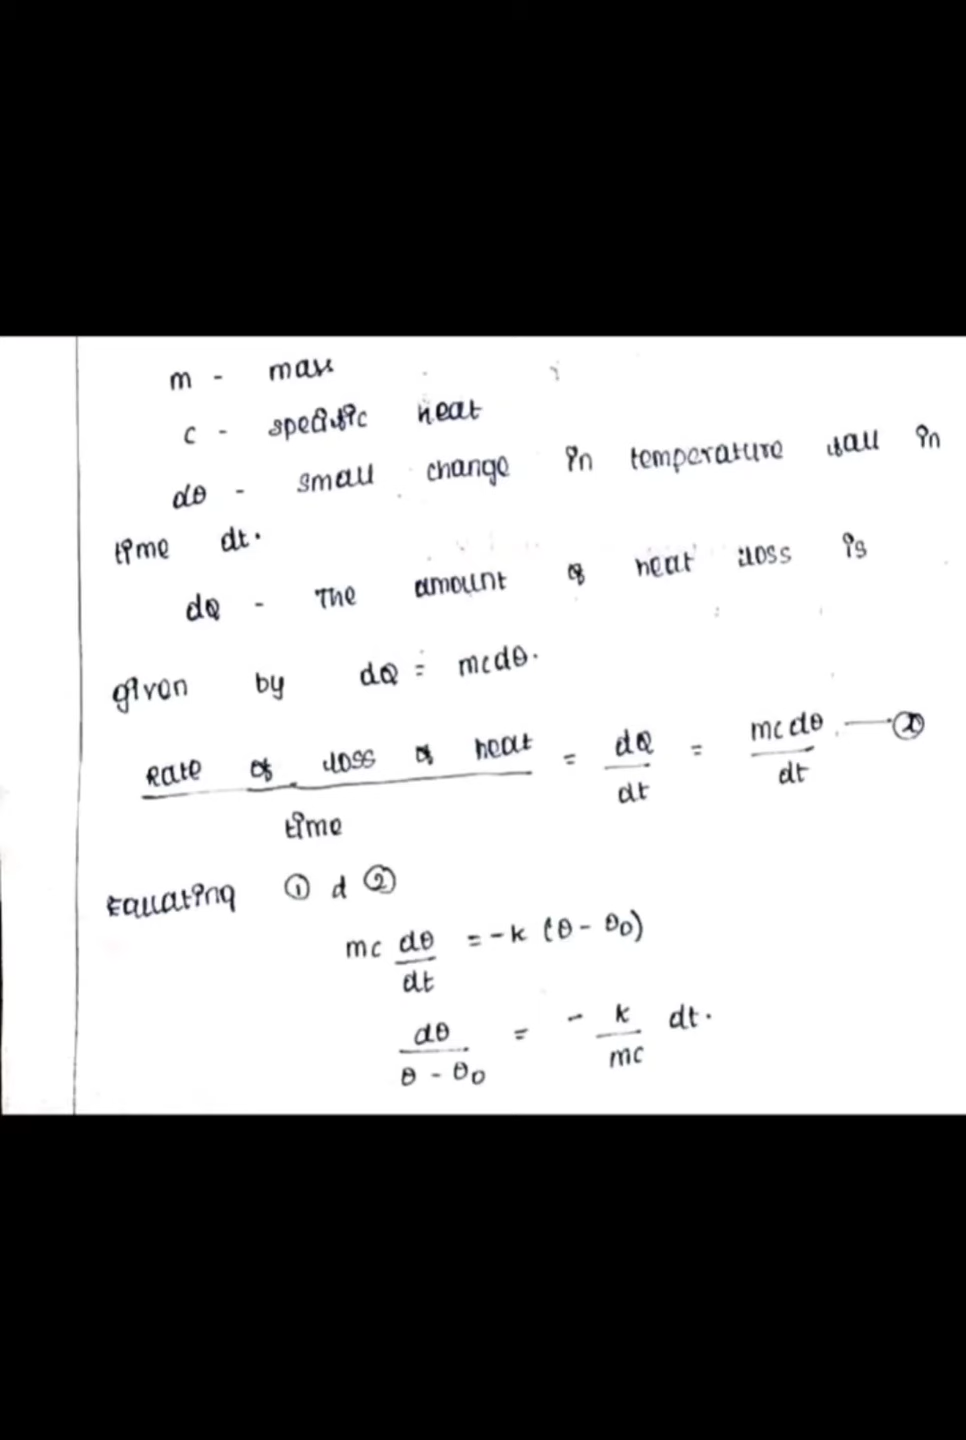 m - mass
c - specific heat
dθ - small change in temperature fall in
time dt.
dQ - The amount of heat loss is
given by dQ = mcdθ.
Rate of loss of heat / time = dQ/dt = mcdθ/dt — ②
Equating ① & ②
mc dθ/dt = -k (θ - θ₀)
dθ/θ - θ₀ = - k/mc dt.